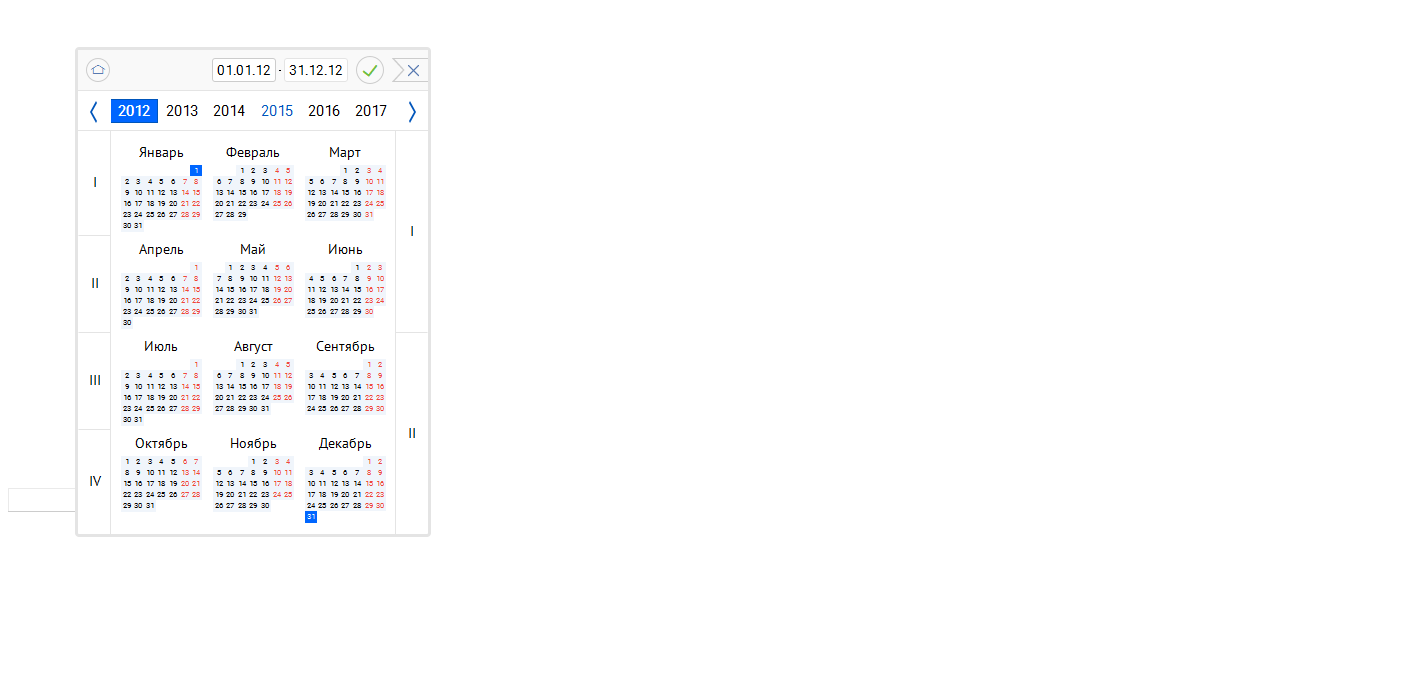 01.01.12 - 31.12.12
2012 2013 2014 2015 2016 2017
I
II
III
IV
I
II
Январь
1
2 3 4 5 6 7 8
9 10 11 12 13 14 15
16 17 18 19 20 21 22
23 24 25 26 27 28 29
30 31
Февраль
1 2 3 4 5
6 7 8 9 10 11 12
13 14 15 16 17 18 19
20 21 22 23 24 25 26
27 28 29
Март
1 2 3 4
5 6 7 8 9 10 11
12 13 14 15 16 17 18
19 20 21 22 23 24 25
26 27 28 29 30 31
Апрель
1
2 3 4 5 6 7 8
9 10 11 12 13 14 15
16 17 18 19 20 21 22
23 24 25 26 27 28 29
30
Май
1 2 3 4 5 6
7 8 9 10 11 12 13
14 15 16 17 18 19 20
21 22 23 24 25 26 27
28 29 30 31
Июнь
1 2 3
4 5 6 7 8 9 10
11 12 13 14 15 16 17
18 19 20 21 22 23 24
25 26 27 28 29 30
Июль
1
2 3 4 5 6 7 8
9 10 11 12 13 14 15
16 17 18 19 20 21 22
23 24 25 26 27 28 29
30 31
Август
1 2 3 4 5
6 7 8 9 10 11 12
13 14 15 16 17 18 19
20 21 22 23 24 25 26
27 28 29 30 31
Сентябрь
1 2
3 4 5 6 7 8 9
10 11 12 13 14 15 16
17 18 19 20 21 22 23
24 25 26 27 28 29 30
Октябрь
1 2 3 4 5 6 7
8 9 10 11 12 13 14
15 16 17 18 19 20 21
22 23 24 25 26 27 28
29 30 31
Ноябрь
1 2 3 4
5 6 7 8 9 10 11
12 13 14 15 16 17 18
19 20 21 22 23 24 25
26 27 28 29 30
Декабрь
1 2
3 4 5 6 7 8 9
10 11 12 13 14 15 16
17 18 19 20 21 22 23
24 25 26 27 28 29 30
31